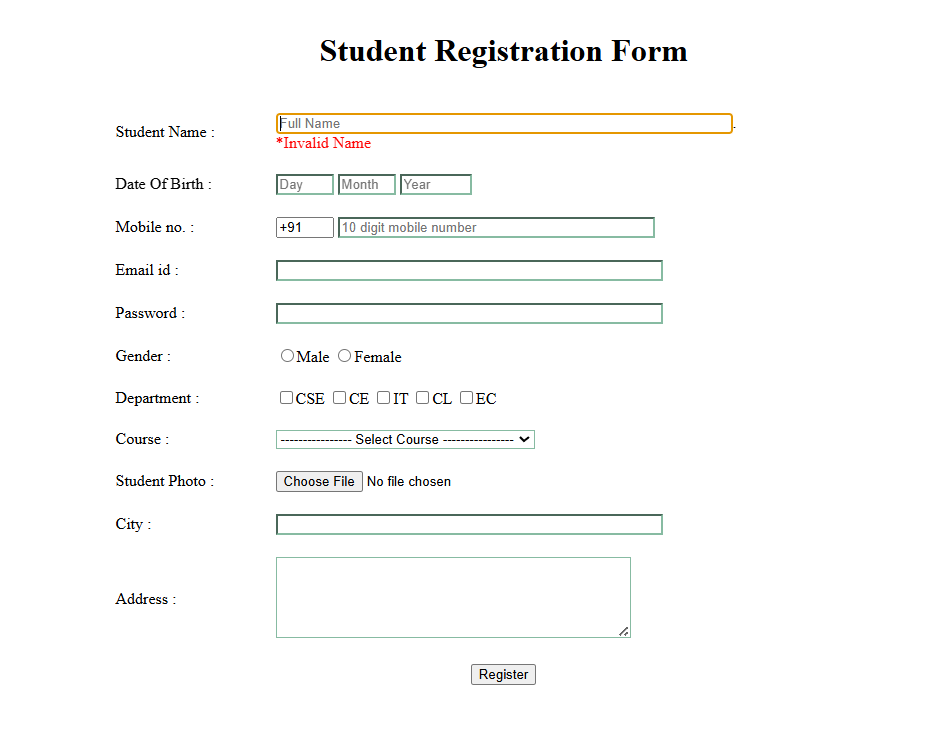 Student Registration Form
Student Name : Full Name .
*Invalid Name
Date Of Birth : Day Month Year
Mobile no. : +91 10 digit mobile number
Email id :
Password :
Gender : Male Female
Department : CSE CE IT CL EC
Course : ---------------- Select Course ----------------
Student Photo : Choose File No file chosen
City :
Address :
Register